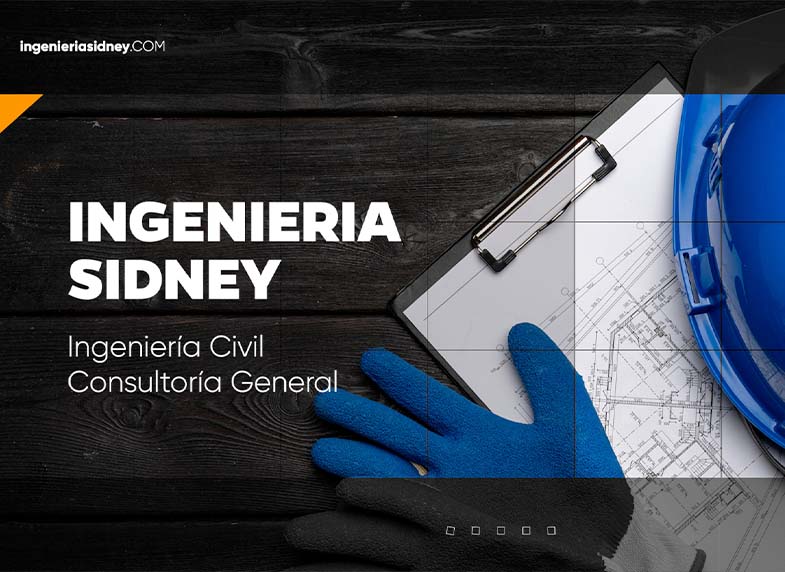 ingenieriasidney.COM
INGENIERIA
SIDNEY
Ingeniería Civil
Consultoría General